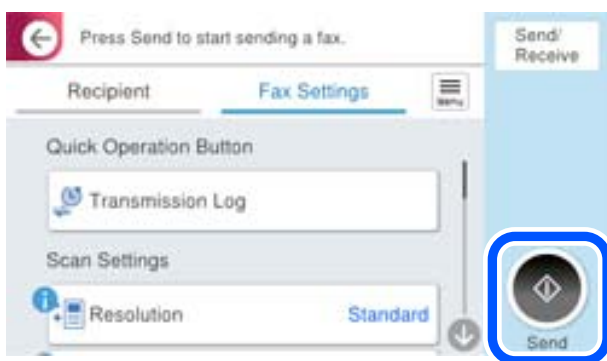 Press Send to start sending a fax.
Send/
Receive
Recipient
Fax Settings
Menu
Quick Operation Button
Transmission Log
Scan Settings
Resolution
Standard
Send